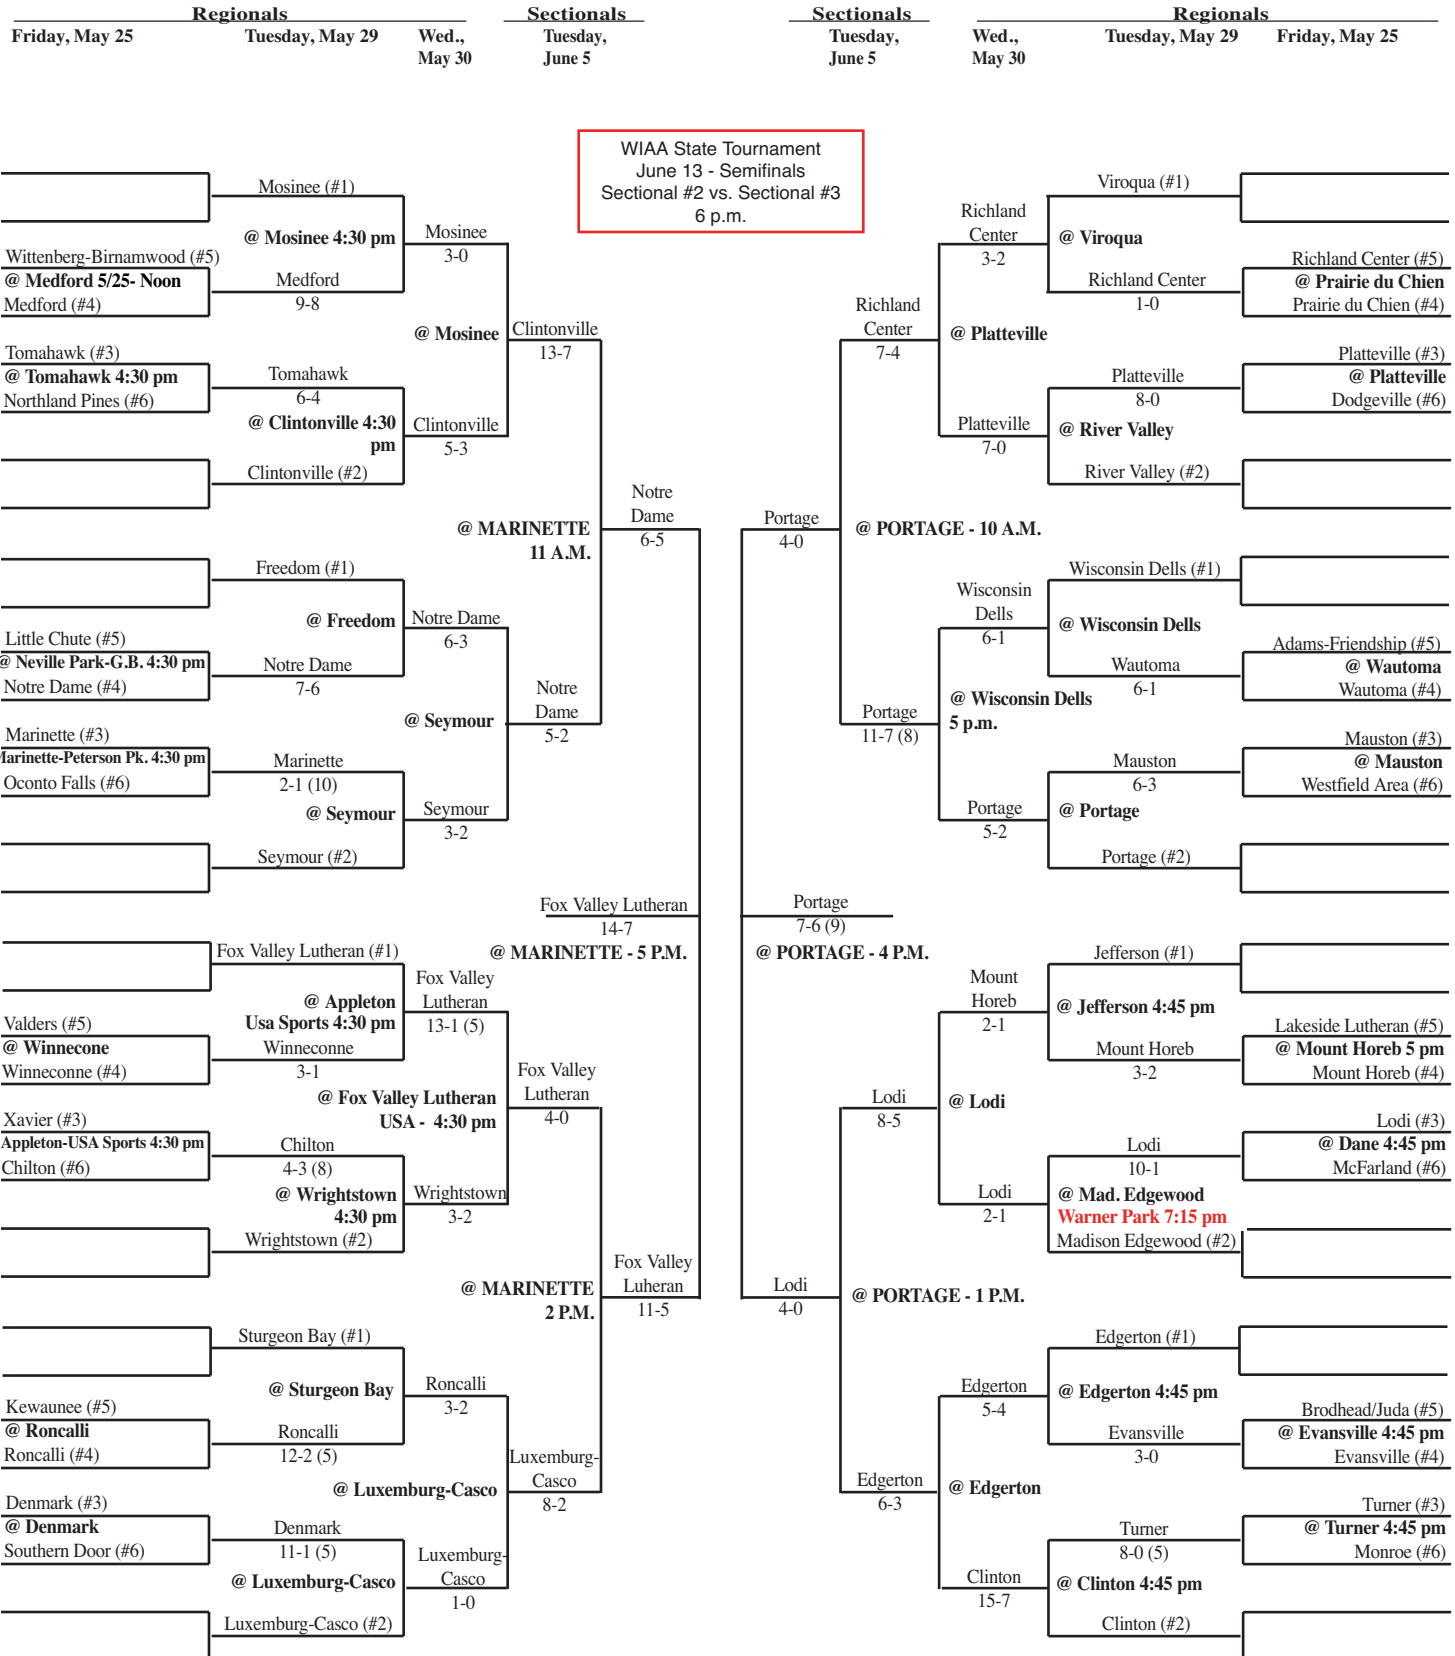 Regionals
Sectionals
Sectionals
Regionals
Friday, May 25
Tuesday, May 29
Wed.,
May 30
Tuesday,
June 5
Tuesday,
June 5
Wed.,
May 30
Tuesday, May 29
Friday, May 25
WIAA State Tournament
June 13 - Semifinals
Sectional #2 vs. Sectional #3
6 p.m.
Mosinee (#1)
@ Mosinee 4:30 pm
Mosinee
3-0
Wittenberg-Birnamwood (#5)
@ Medford 5/25- Noon
Medford (#4)
Medford
9-8
@ Mosinee
Clintonville
13-7
Tomahawk (#3)
@ Tomahawk 4:30 pm
Northland Pines (#6)
Tomahawk
6-4
@ Clintonville 4:30
pm
Clintonville
5-3
Clintonville (#2)
@ MARINETTE
11 A.M.
Notre
Dame
6-5
Freedom (#1)
@ Freedom
Notre Dame
6-3
Little Chute (#5)
@ Neville Park-G.B. 4:30 pm
Notre Dame (#4)
Notre Dame
7-6
@ Seymour
Notre
Dame
5-2
Marinette (#3)
Marinette-Peterson Pk. 4:30 pm
Oconto Falls (#6)
Marinette
2-1 (10)
@ Seymour
Seymour
3-2
Seymour (#2)
Fox Valley Lutheran
14-7
@ MARINETTE - 5 P.M.
Fox Valley Lutheran (#1)
@ Appleton
Usa Sports 4:30 pm
Fox Valley
Lutheran
13-1 (5)
Valders (#5)
@ Winnecone
Winneconne (#4)
Winneconne
3-1
@ Fox Valley Lutheran
USA - 4:30 pm
Fox Valley
Lutheran
4-0
Xavier (#3)
Appleton-USA Sports 4:30 pm
Chilton (#6)
Chilton
4-3 (8)
@ Wrightstown
4:30 pm
Wrightstown
3-2
Wrightstown (#2)
@ MARINETTE
2 P.M.
Fox Valley
Luheran
11-5
Sturgeon Bay (#1)
@ Sturgeon Bay
Roncalli
3-2
Kewaunee (#5)
@ Roncalli
Roncalli (#4)
Roncalli
12-2 (5)
@ Luxemburg-Casco
Luxemburg-
Casco
8-2
Denmark (#3)
@ Denmark
Southern Door (#6)
Denmark
11-1 (5)
@ Luxemburg-Casco
Luxemburg-
Casco
1-0
Luxemburg-Casco (#2)
Viroqua (#1)
Richland
Center
3-2
@ Viroqua
Richland Center (#5)
@ Prairie du Chien
Prairie du Chien (#4)
Richland Center
1-0
Richland
Center
7-4
@ Platteville
Platteville (#3)
@ Platteville
Dodgeville (#6)
Platteville
8-0
Platteville
7-0
@ River Valley
River Valley (#2)
Portage
4-0
@ PORTAGE - 10 A.M.
Wisconsin Dells (#1)
Wisconsin
Dells
6-1
@ Wisconsin Dells
Adams-Friendship (#5)
@ Wautoma
Wautoma (#4)
Wautoma
6-1
Portage
11-7 (8)
@ Wisconsin Dells
5 p.m.
Mauston (#3)
@ Mauston
Westfield Area (#6)
Mauston
6-3
Portage
5-2
@ Portage
Portage (#2)
Portage
7-6 (9)
@ PORTAGE - 4 P.M.
Jefferson (#1)
Mount
Horeb
2-1
@ Jefferson 4:45 pm
Lakeside Lutheran (#5)
@ Mount Horeb 5 pm
Mount Horeb (#4)
Mount Horeb
3-2
Lodi
8-5
@ Lodi
Lodi (#3)
@ Dane 4:45 pm
McFarland (#6)
Lodi
10-1
Lodi
2-1
@ Mad. Edgewood
Warner Park 7:15 pm
Madison Edgewood (#2)
Lodi
4-0
@ PORTAGE - 1 P.M.
Edgerton (#1)
Edgerton
5-4
@ Edgerton 4:45 pm
Brodhead/Juda (#5)
@ Evansville 4:45 pm
Evansville (#4)
Evansville
3-0
Edgerton
6-3
@ Edgerton
Turner (#3)
@ Turner 4:45 pm
Monroe (#6)
Turner
8-0 (5)
Clinton
15-7
@ Clinton 4:45 pm
Clinton (#2)